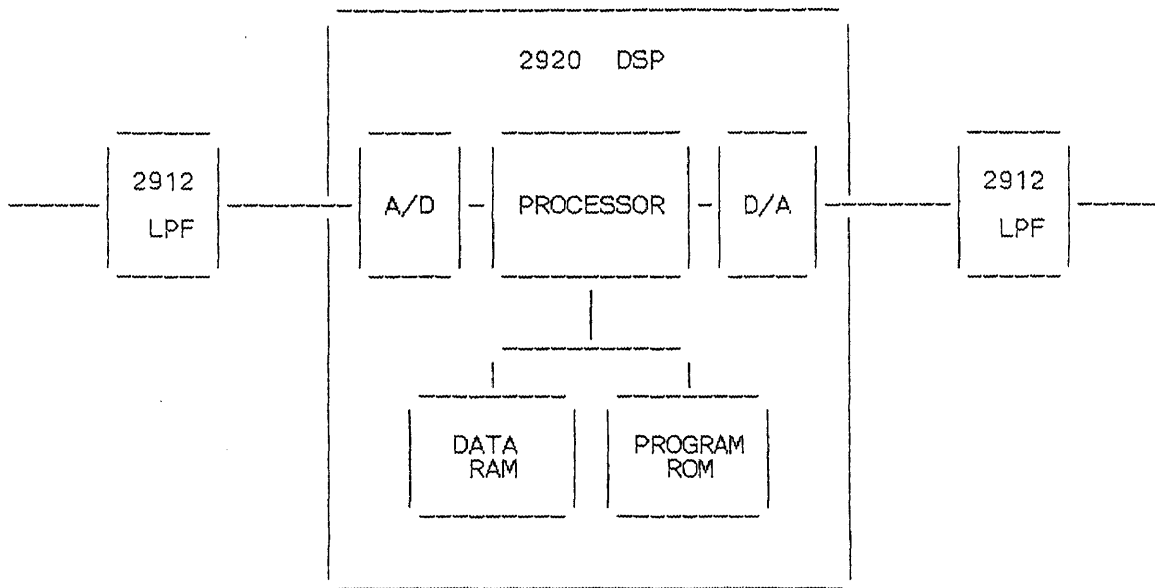 2920 DSP
2912
LPF
A/D
PROCESSOR
D/A
2912
LPF
DATA
RAM
PROGRAM
ROM